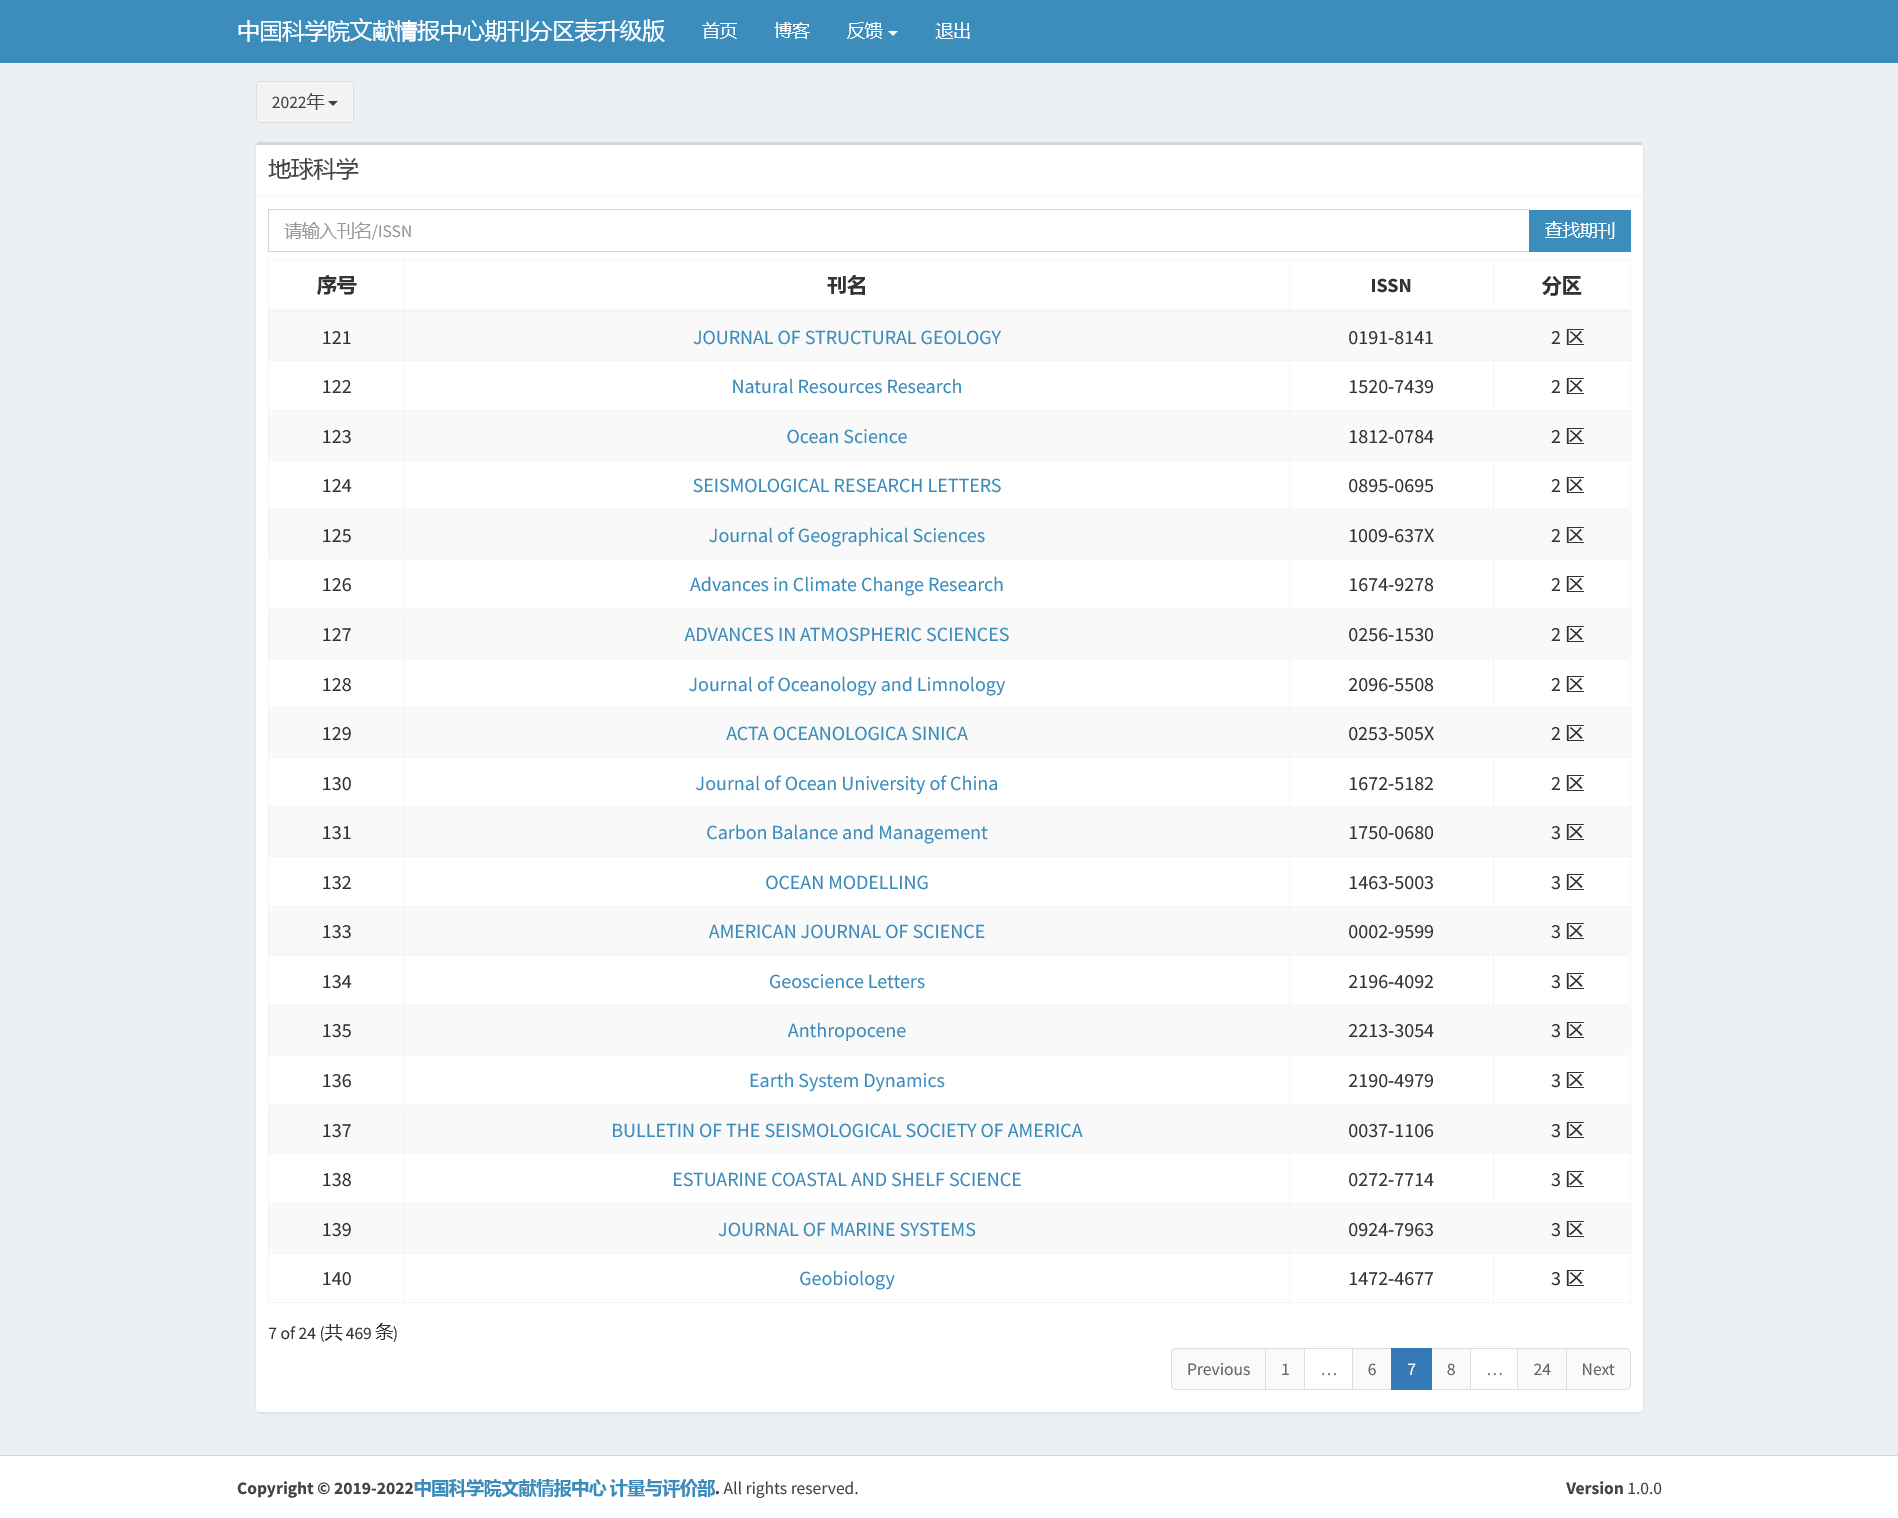 中国科学院文献情报中心期刊分区表升级版 首页 博客 反馈 退出
2022年
地球科学
请输入刊名/ISSN 查找期刊
序号 刊名 ISSN 分区
121 JOURNAL OF STRUCTURAL GEOLOGY 0191-8141 2 区
122 Natural Resources Research 1520-7439 2 区
123 Ocean Science 1812-0784 2 区
124 SEISMOLOGICAL RESEARCH LETTERS 0895-0695 2 区
125 Journal of Geographical Sciences 1009-637X 2 区
126 Advances in Climate Change Research 1674-9278 2 区
127 ADVANCES IN ATMOSPHERIC SCIENCES 0256-1530 2 区
128 Journal of Oceanology and Limnology 2096-5508 2 区
129 ACTA OCEANOLOGICA SINICA 0253-505X 2 区
130 Journal of Ocean University of China 1672-5182 2 区
131 Carbon Balance and Management 1750-0680 3 区
132 OCEAN MODELLING 1463-5003 3 区
133 AMERICAN JOURNAL OF SCIENCE 0002-9599 3 区
134 Geoscience Letters 2196-4092 3 区
135 Anthropocene 2213-3054 3 区
136 Earth System Dynamics 2190-4979 3 区
137 BULLETIN OF THE SEISMOLOGICAL SOCIETY OF AMERICA 0037-1106 3 区
138 ESTUARINE COASTAL AND SHELF SCIENCE 0272-7714 3 区
139 JOURNAL OF MARINE SYSTEMS 0924-7963 3 区
140 Geobiology 1472-4677 3 区
7 of 24 (共 469 条)
Previous 1 … 6 7 8 … 24 Next
Copyright © 2019-2022中国科学院文献情报中心 计量与评价部. All rights reserved. Version 1.0.0